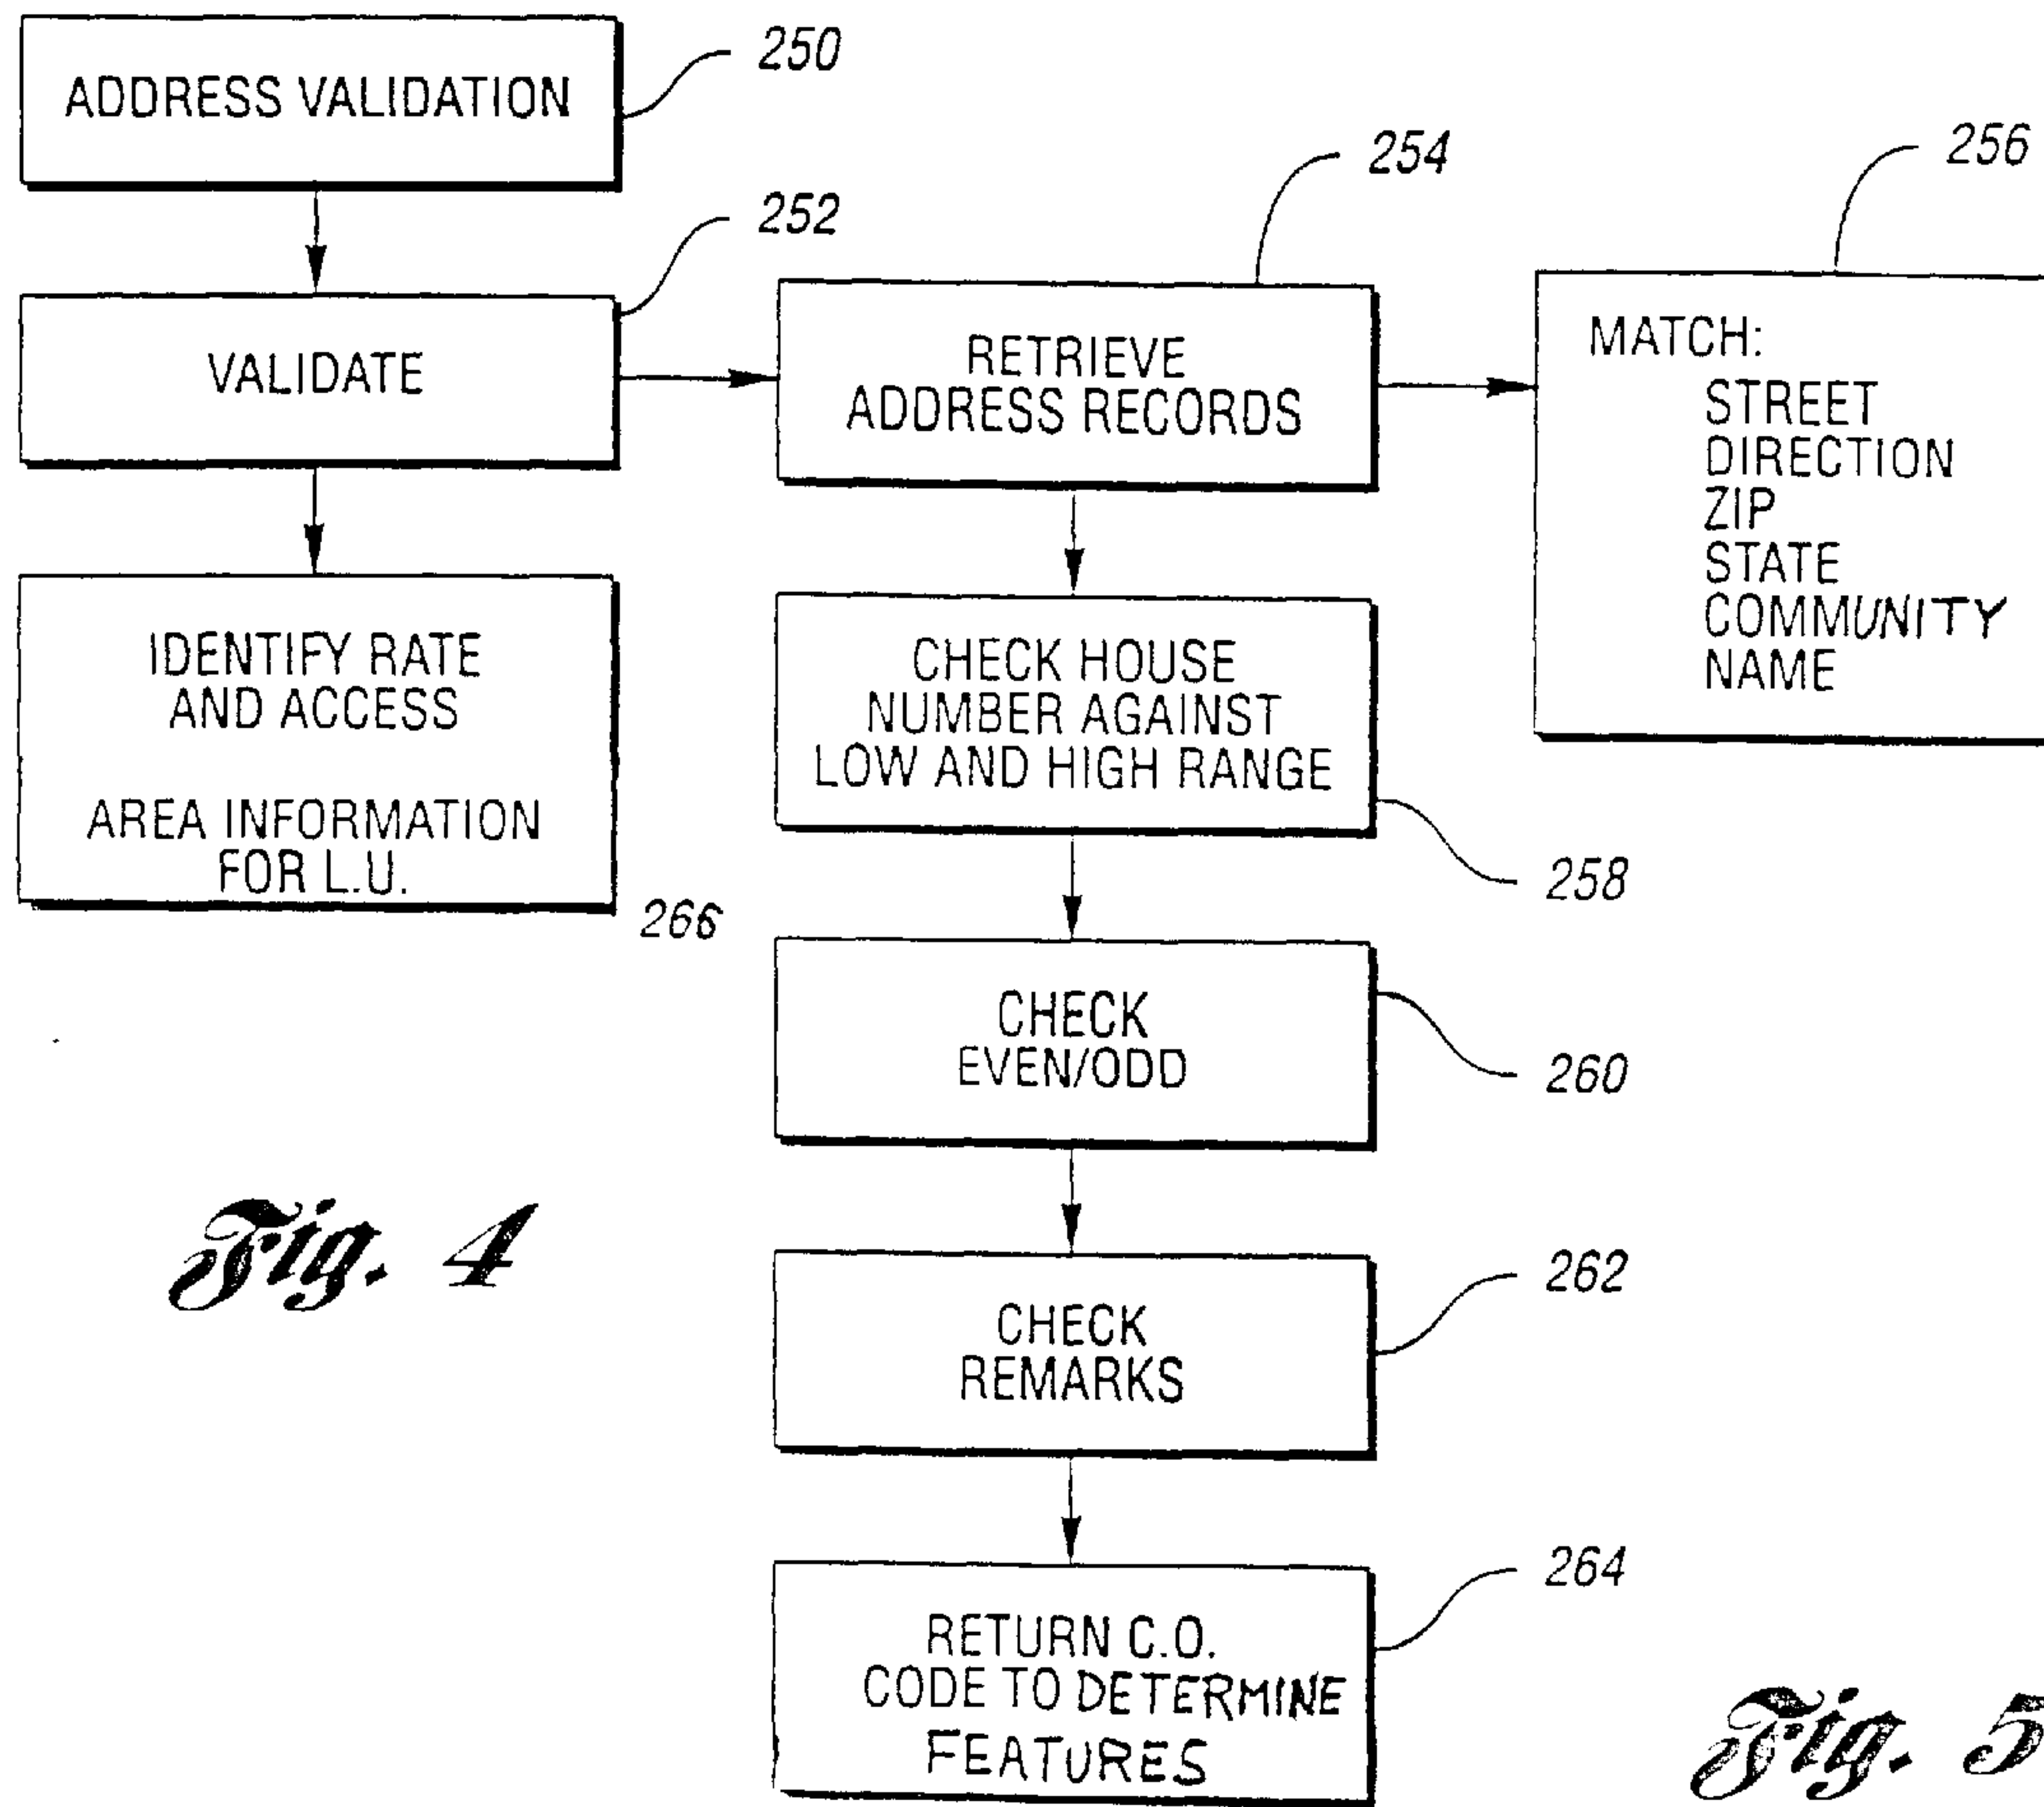 ADDRESS VALIDATION
250
VALIDATE
252
RETRIEVE
ADDRESS RECORDS
254
MATCH:
STREET
DIRECTION
ZIP
STATE
COMMUNITY
NAME
256
IDENTIFY RATE
AND ACCESS
AREA INFORMATION
FOR L.U.
266
CHECK HOUSE
NUMBER AGAINST
LOW AND HIGH RANGE
258
CHECK
EVEN/ODD
260
CHECK
REMARKS
262
RETURN C.O.
CODE TO DETERMINE
FEATURES
264
Fig. 4
Fig. 5